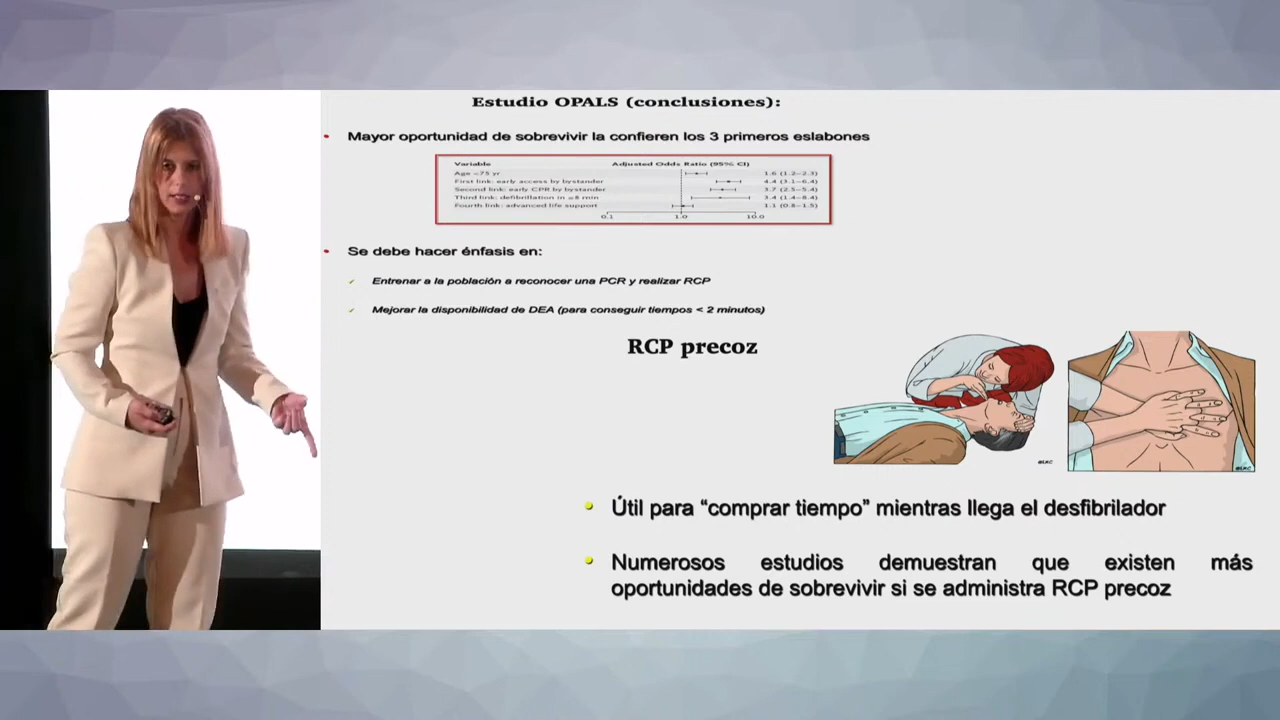 Estudio OPALS (conclusiones):
• Mayor oportunidad de sobrevivir la confieren los 3 primeros eslabones
Variable Adjusted Odds Ratio (95% CI)
Age <75 yr 1.6 (1.2–2.3)
First link: early access by bystander 4.4 (3.1–6.4)
Second link: early CPR by bystander 3.7 (2.5–5.4)
Third link: defibrillation in ≤8 min 3.4 (1.4–8.4)
Fourth link: advanced life support 1.1 (0.8–1.5)
0.1 1.0 10.0
• Se debe hacer énfasis en:
✓ Entrenar a la población a reconocer una PCR y realizar RCP
✓ Mejorar la disponibilidad de DEA (para conseguir tiempos < 2 minutos)
RCP precoz
• Útil para “comprar tiempo” mientras llega el desfibrilador
• Numerosos estudios demuestran que existen más
oportunidades de sobrevivir si se administra RCP precoz